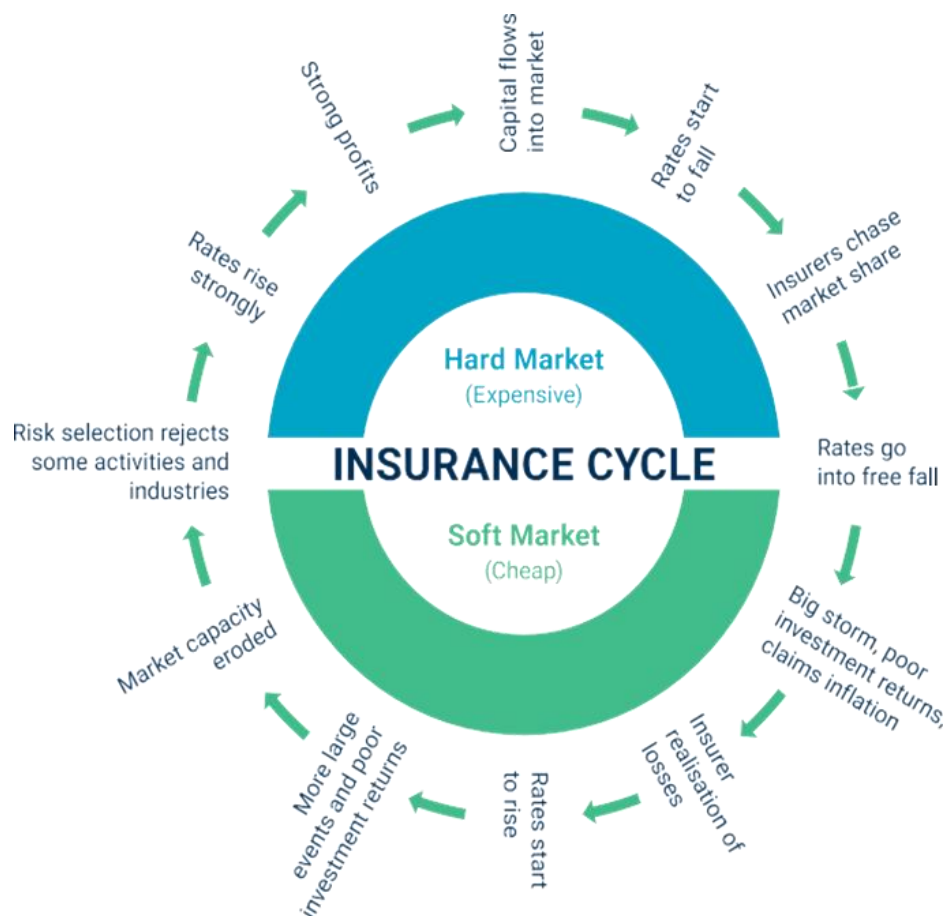 Capital flows
into market
Rates start
to fall
Insurers chase
market share
Rates go
into free fall
Big storm, poor
investment returns,
claims inflation
Insurer
realisation of
losses
Rates start
to rise
More large
events and poor
investment returns
Market capacity
eroded
Risk selection rejects
some activities and
industries
Rates rise
strongly
Strong profits
Hard Market
(Expensive)
INSURANCE CYCLE
Soft Market
(Cheap)